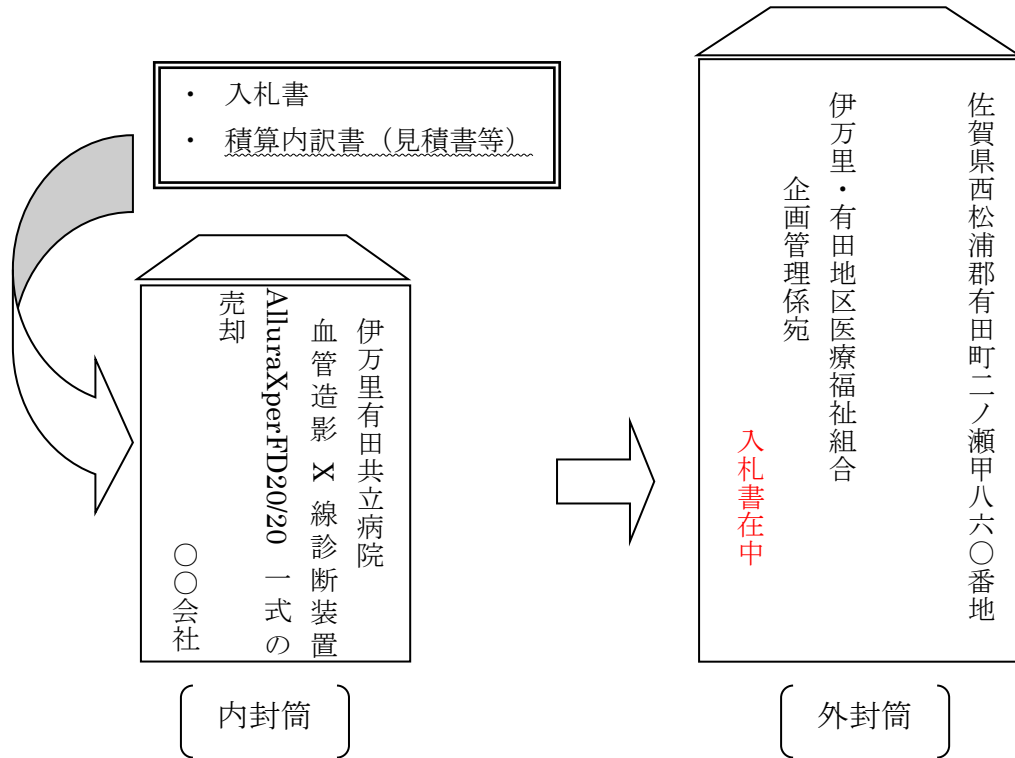 ・ 入札書
・ 積算内訳書（見積書等）
伊万里有田共立病院
血管造影 X 線診断装置
AlluraXperFD20/20 一式の
売却
〇〇会社
［内封筒］
佐賀県西松浦郡有田町二ノ瀬甲八六〇番地
伊万里・有田地区医療福祉組合
企画管理係宛
入札書在中
［外封筒］